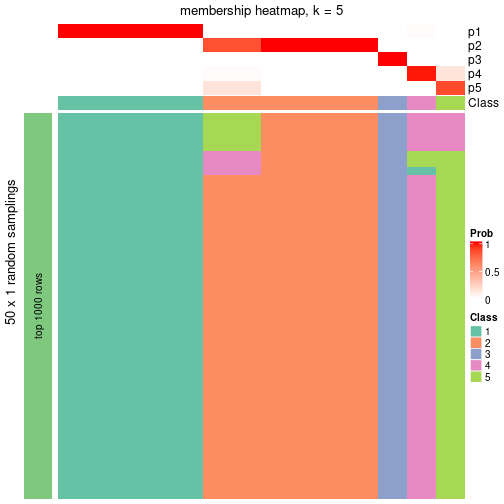 membership heatmap, k = 5
p1
p2
p3
p4
p5
Class
50 x 1 random samplings
top 1000 rows
Prob
1
0.5
0
Class
1
2
3
4
5